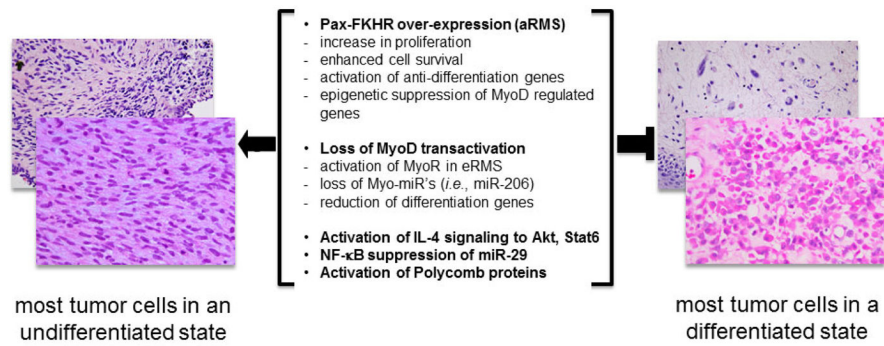 • Pax-FKHR over-expression (aRMS)
- increase in proliferation
- enhanced cell survival
- activation of anti-differentiation genes
- epigenetic suppression of MyoD regulated
genes
• Loss of MyoD transactivation
- activation of MyoR in eRMS
- loss of Myo-miR's (i.e., miR-206)
- reduction of differentiation genes
• Activation of IL-4 signaling to Akt, Stat6
• NF-κB suppression of miR-29
• Activation of Polycomb proteins
most tumor cells in an
undifferentiated state
most tumor cells in a
differentiated state